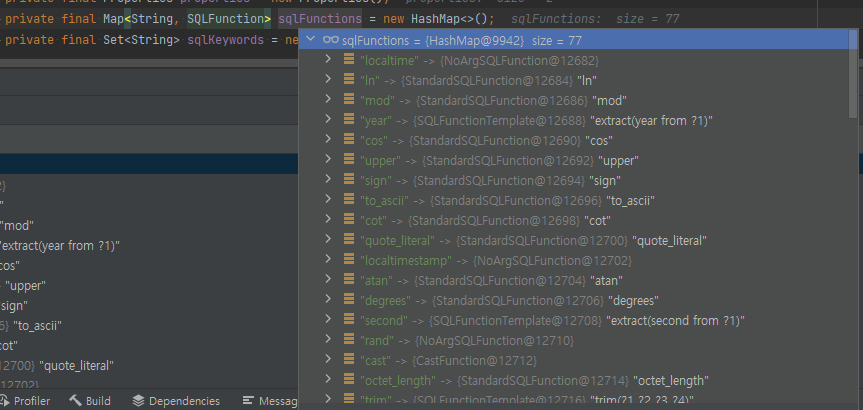 private final Map<String, SQLFunction> sqlFunctions = new HashMap<>(); sqlFunctions: size = 77
private final Set<String> sqlKeywords = ne
sqlFunctions = {HashMap@9942} size = 77
"localtime" -> {NoArgSQLFunction@12682}
"ln" -> {StandardSQLFunction@12684} "ln"
"mod" -> {StandardSQLFunction@12686} "mod"
"year" -> {SQLFunctionTemplate@12688} "extract(year from ?1)"
"cos" -> {StandardSQLFunction@12690} "cos"
"upper" -> {StandardSQLFunction@12692} "upper"
"sign" -> {StandardSQLFunction@12694} "sign"
"to_ascii" -> {StandardSQLFunction@12696} "to_ascii"
"cot" -> {StandardSQLFunction@12698} "cot"
"quote_literal" -> {StandardSQLFunction@12700} "quote_literal"
"localtimestamp" -> {NoArgSQLFunction@12702}
"atan" -> {StandardSQLFunction@12704} "atan"
"degrees" -> {StandardSQLFunction@12706} "degrees"
"second" -> {SQLFunctionTemplate@12708} "extract(second from ?1)"
"rand" -> {NoArgSQLFunction@12710}
"cast" -> {CastFunction@12712}
"octet_length" -> {StandardSQLFunction@12714} "octet_length"
"trim" -> {SQLFunctionTemplate@12716} "trim(?1 ?2 ?3 ?4)"
2}
"
"mod"
"extract(year from ?1)"
cos"
"upper"
"sign"
6} "to_ascii"
cot"
12700} "quote_literal"
12702}
Profiler Build Dependencies Messag